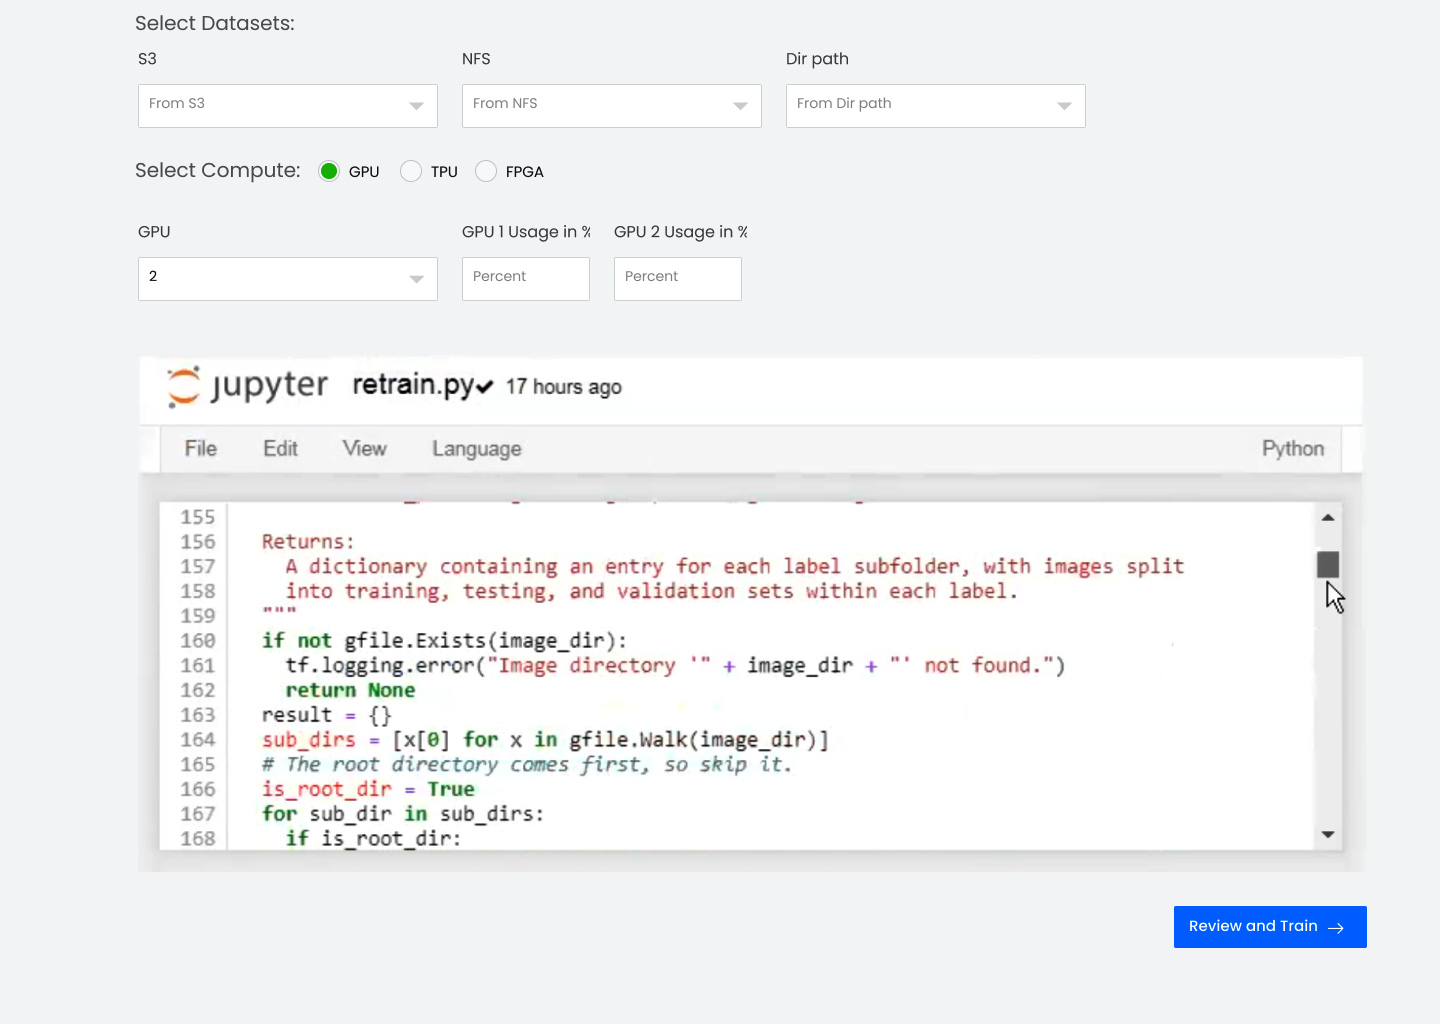 Select Datasets:
S3 NFS Dir path
From S3 From NFS From Dir path
Select Compute: GPU TPU FPGA
GPU GPU 1 Usage in % GPU 2 Usage in %
2 Percent Percent
jupyter retrain.py 17 hours ago
File Edit View Language Python
155
156 Returns:
157 A dictionary containing an entry for each label subfolder, with images split
158 into training, testing, and validation sets within each label.
159 """
160 if not gfile.Exists(image_dir):
161 tf.logging.error("Image directory '" + image_dir + "' not found.")
162 return None
163 result = {}
164 sub_dirs = [x[0] for x in gfile.Walk(image_dir)]
165 # The root directory comes first, so skip it.
166 is_root_dir = True
167 for sub_dir in sub_dirs:
168 if is_root_dir:
Review and Train →